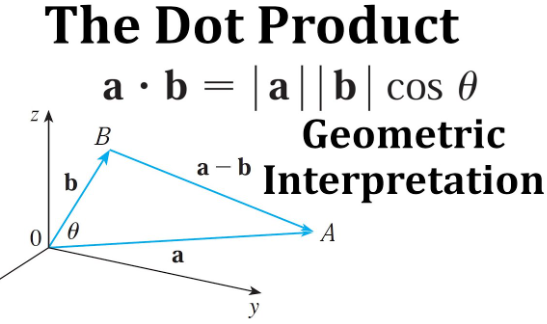 The Dot Product
a · b = |a||b| cos θ
Geometric
Interpretation
z
B
a – b
b
A
0
θ
a
y